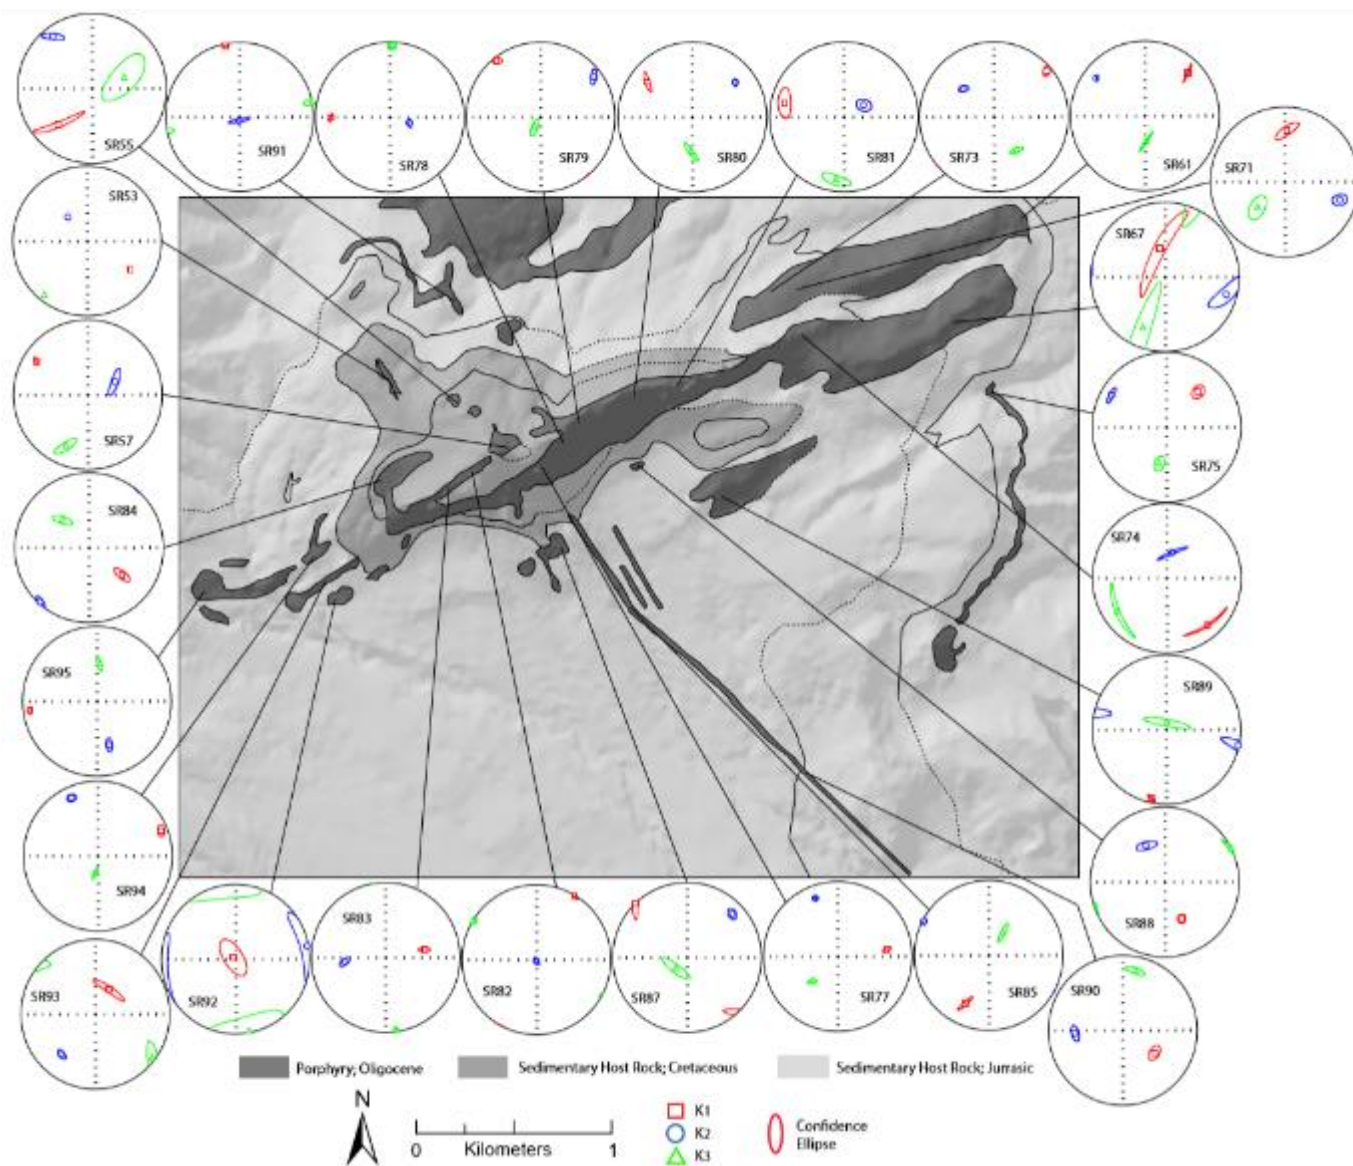 SR55
SR91
SR78
SR79
SR80
SR81
SR73
SR61
SR71
SR53
SR67
SR57
SR75
SR84
SR74
SR95
SR89
SR94
SR88
SR93
SR92
SR83
SR82
SR87
SR77
SR85
SR90
Porphyry; Oligocene
Sedimentary Host Rock; Cretaceous
Sedimentary Host Rock; Jurrasic
N
0 Kilometers 1
K1
K2
K3
Confidence
Ellipse